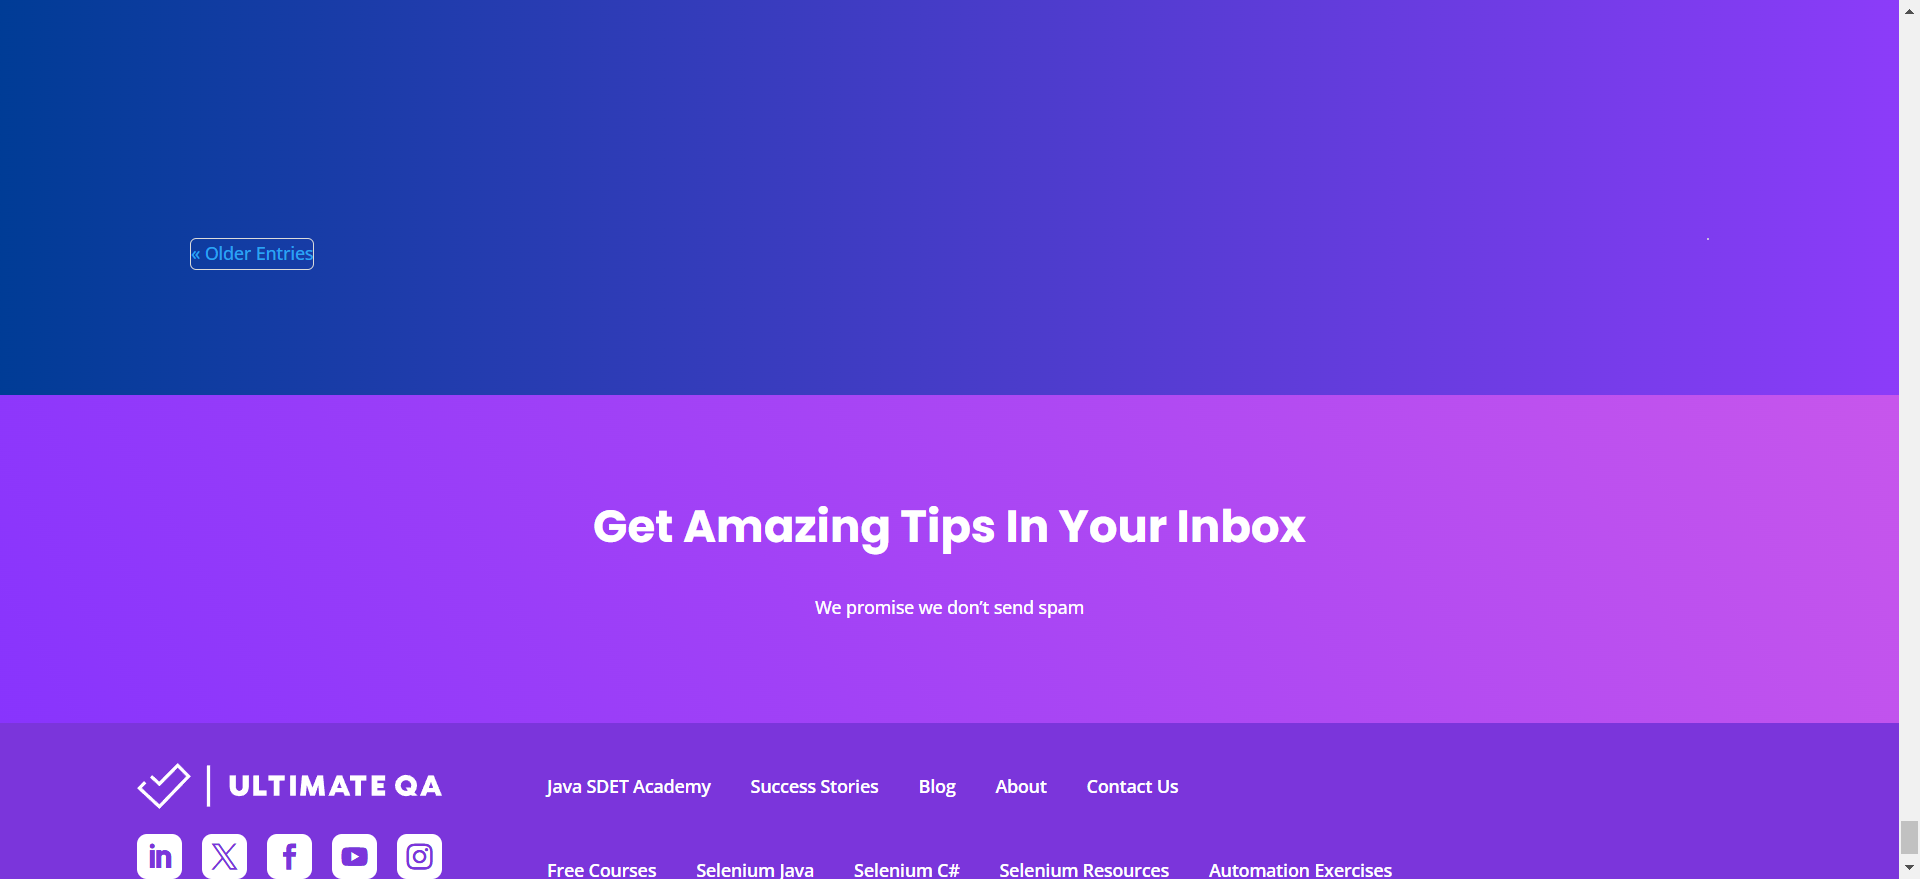 « Older Entries
Get Amazing Tips In Your Inbox
We promise we don't send spam
ULTIMATE QA
Java SDET Academy Success Stories Blog About Contact Us
Free Courses Selenium Java Selenium C# Selenium Resources Automation Exercises